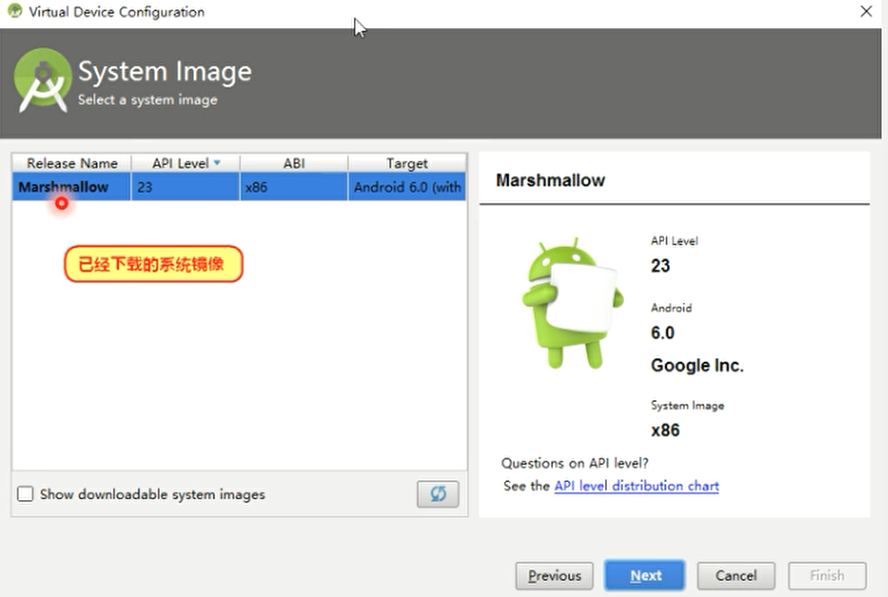 Virtual Device Configuration
System Image
Select a system image
Release Name API Level ABI Target
Marshmallow 23 x86 Android 6.0 (with
已经下载的系统镜像
Show downloadable system images
Marshmallow
API Level
23
Android
6.0
Google Inc.
System Image
x86
Questions on API level?
See the API level distribution chart
Previous Next Cancel Finish